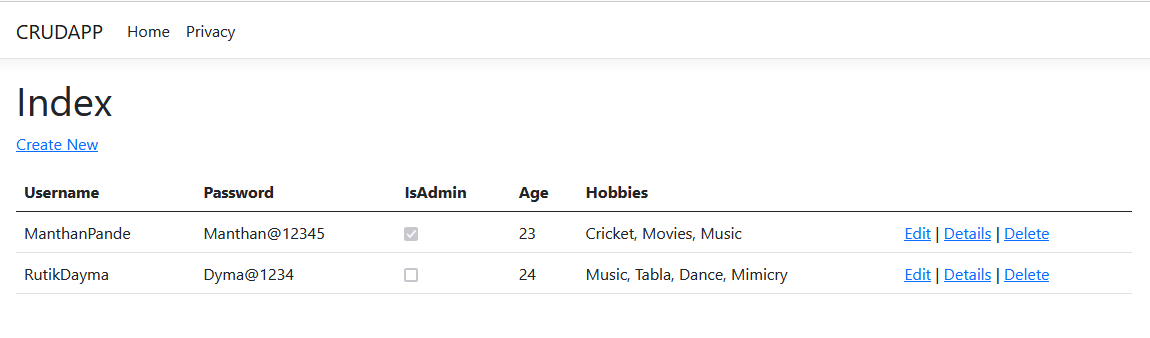 CRUDAPP Home Privacy
Index
Create New
Username Password IsAdmin Age Hobbies
ManthanPande Manthan@12345 23 Cricket, Movies, Music Edit | Details | Delete
RutikDayma Dyma@1234 24 Music, Tabla, Dance, Mimicry Edit | Details | Delete